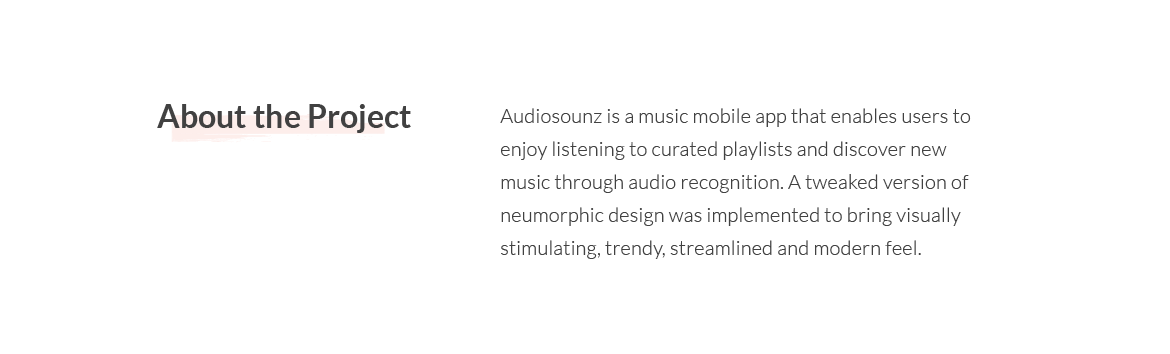 About the Project
Audiosounz is a music mobile app that enables users to
enjoy listening to curated playlists and discover new
music through audio recognition. A tweaked version of
neumorphic design was implemented to bring visually
stimulating, trendy, streamlined and modern feel.